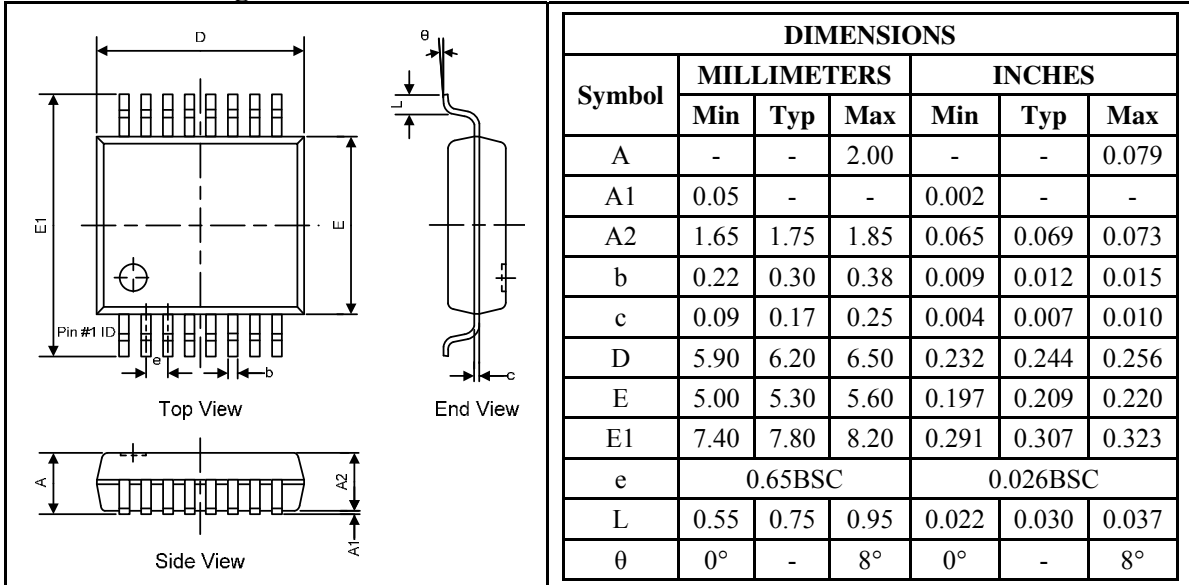 D
θ
L
E1
E
Pin #1 ID
e
b
c
Top View
End View
A
A2
A1
Side View
DIMENSIONS
Symbol MILLIMETERS INCHES
Min Typ Max Min Typ Max
A - - 2.00 - - 0.079
A1 0.05 - - 0.002 - -
A2 1.65 1.75 1.85 0.065 0.069 0.073
b 0.22 0.30 0.38 0.009 0.012 0.015
c 0.09 0.17 0.25 0.004 0.007 0.010
D 5.90 6.20 6.50 0.232 0.244 0.256
E 5.00 5.30 5.60 0.197 0.209 0.220
E1 7.40 7.80 8.20 0.291 0.307 0.323
e 0.65BSC 0.026BSC
L 0.55 0.75 0.95 0.022 0.030 0.037
θ 0° - 8° 0° - 8°